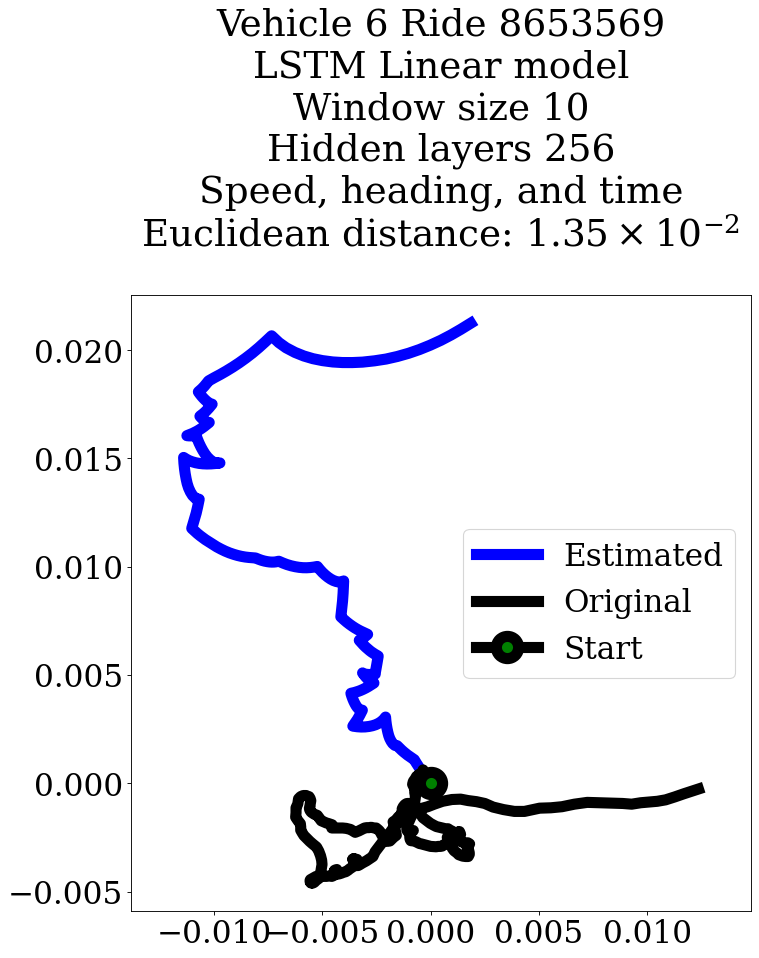 Vehicle 6 Ride 8653569
LSTM Linear model
Window size 10
Hidden layers 256
Speed, heading, and time
Euclidean distance: 1.35 × 10⁻²
0.020
0.015
0.010
0.005
0.000
−0.005
Estimated
Original
Start
−0.010 −0.005 0.000 0.005 0.010